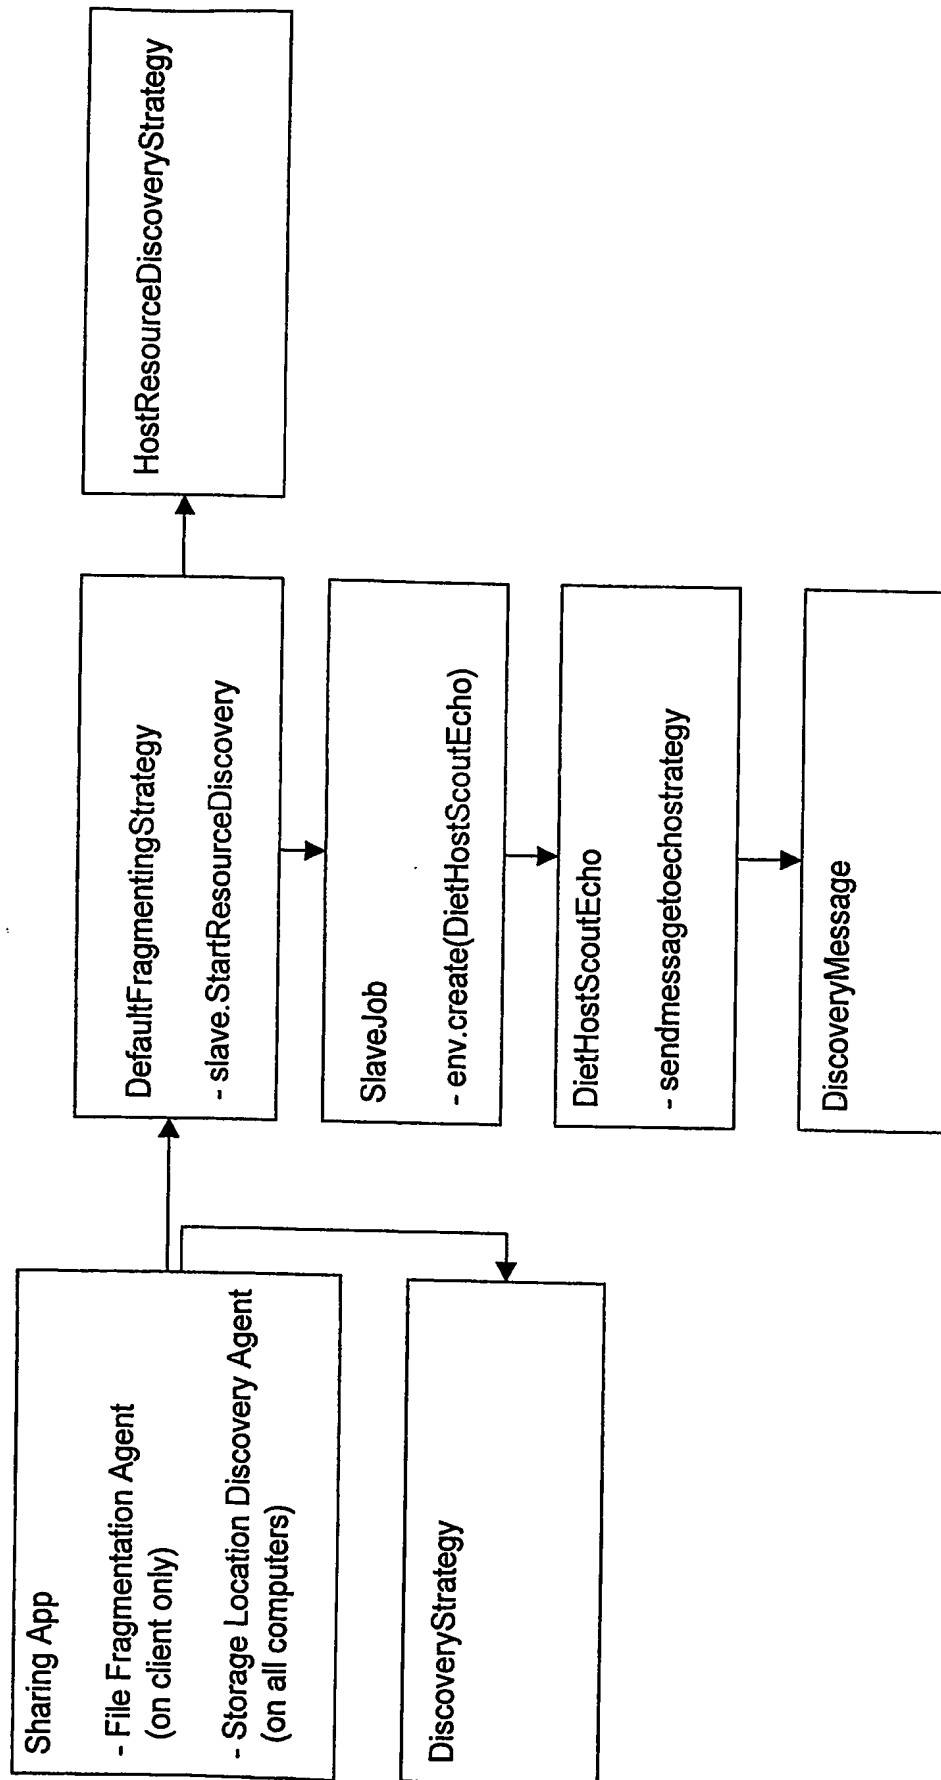 Sharing App
- File Fragmentation Agent
(on client only)
- Storage Location Discovery Agent
(on all computers)
DiscoveryStrategy
DefaultFragmentingStrategy
- slave.StartResourceDiscovery
SlaveJob
- env.create(DietHostScoutEcho)
DietHostScoutEcho
- sendmessagetoechostrategy
DiscoveryMessage
HostResourceDiscoveryStrategy